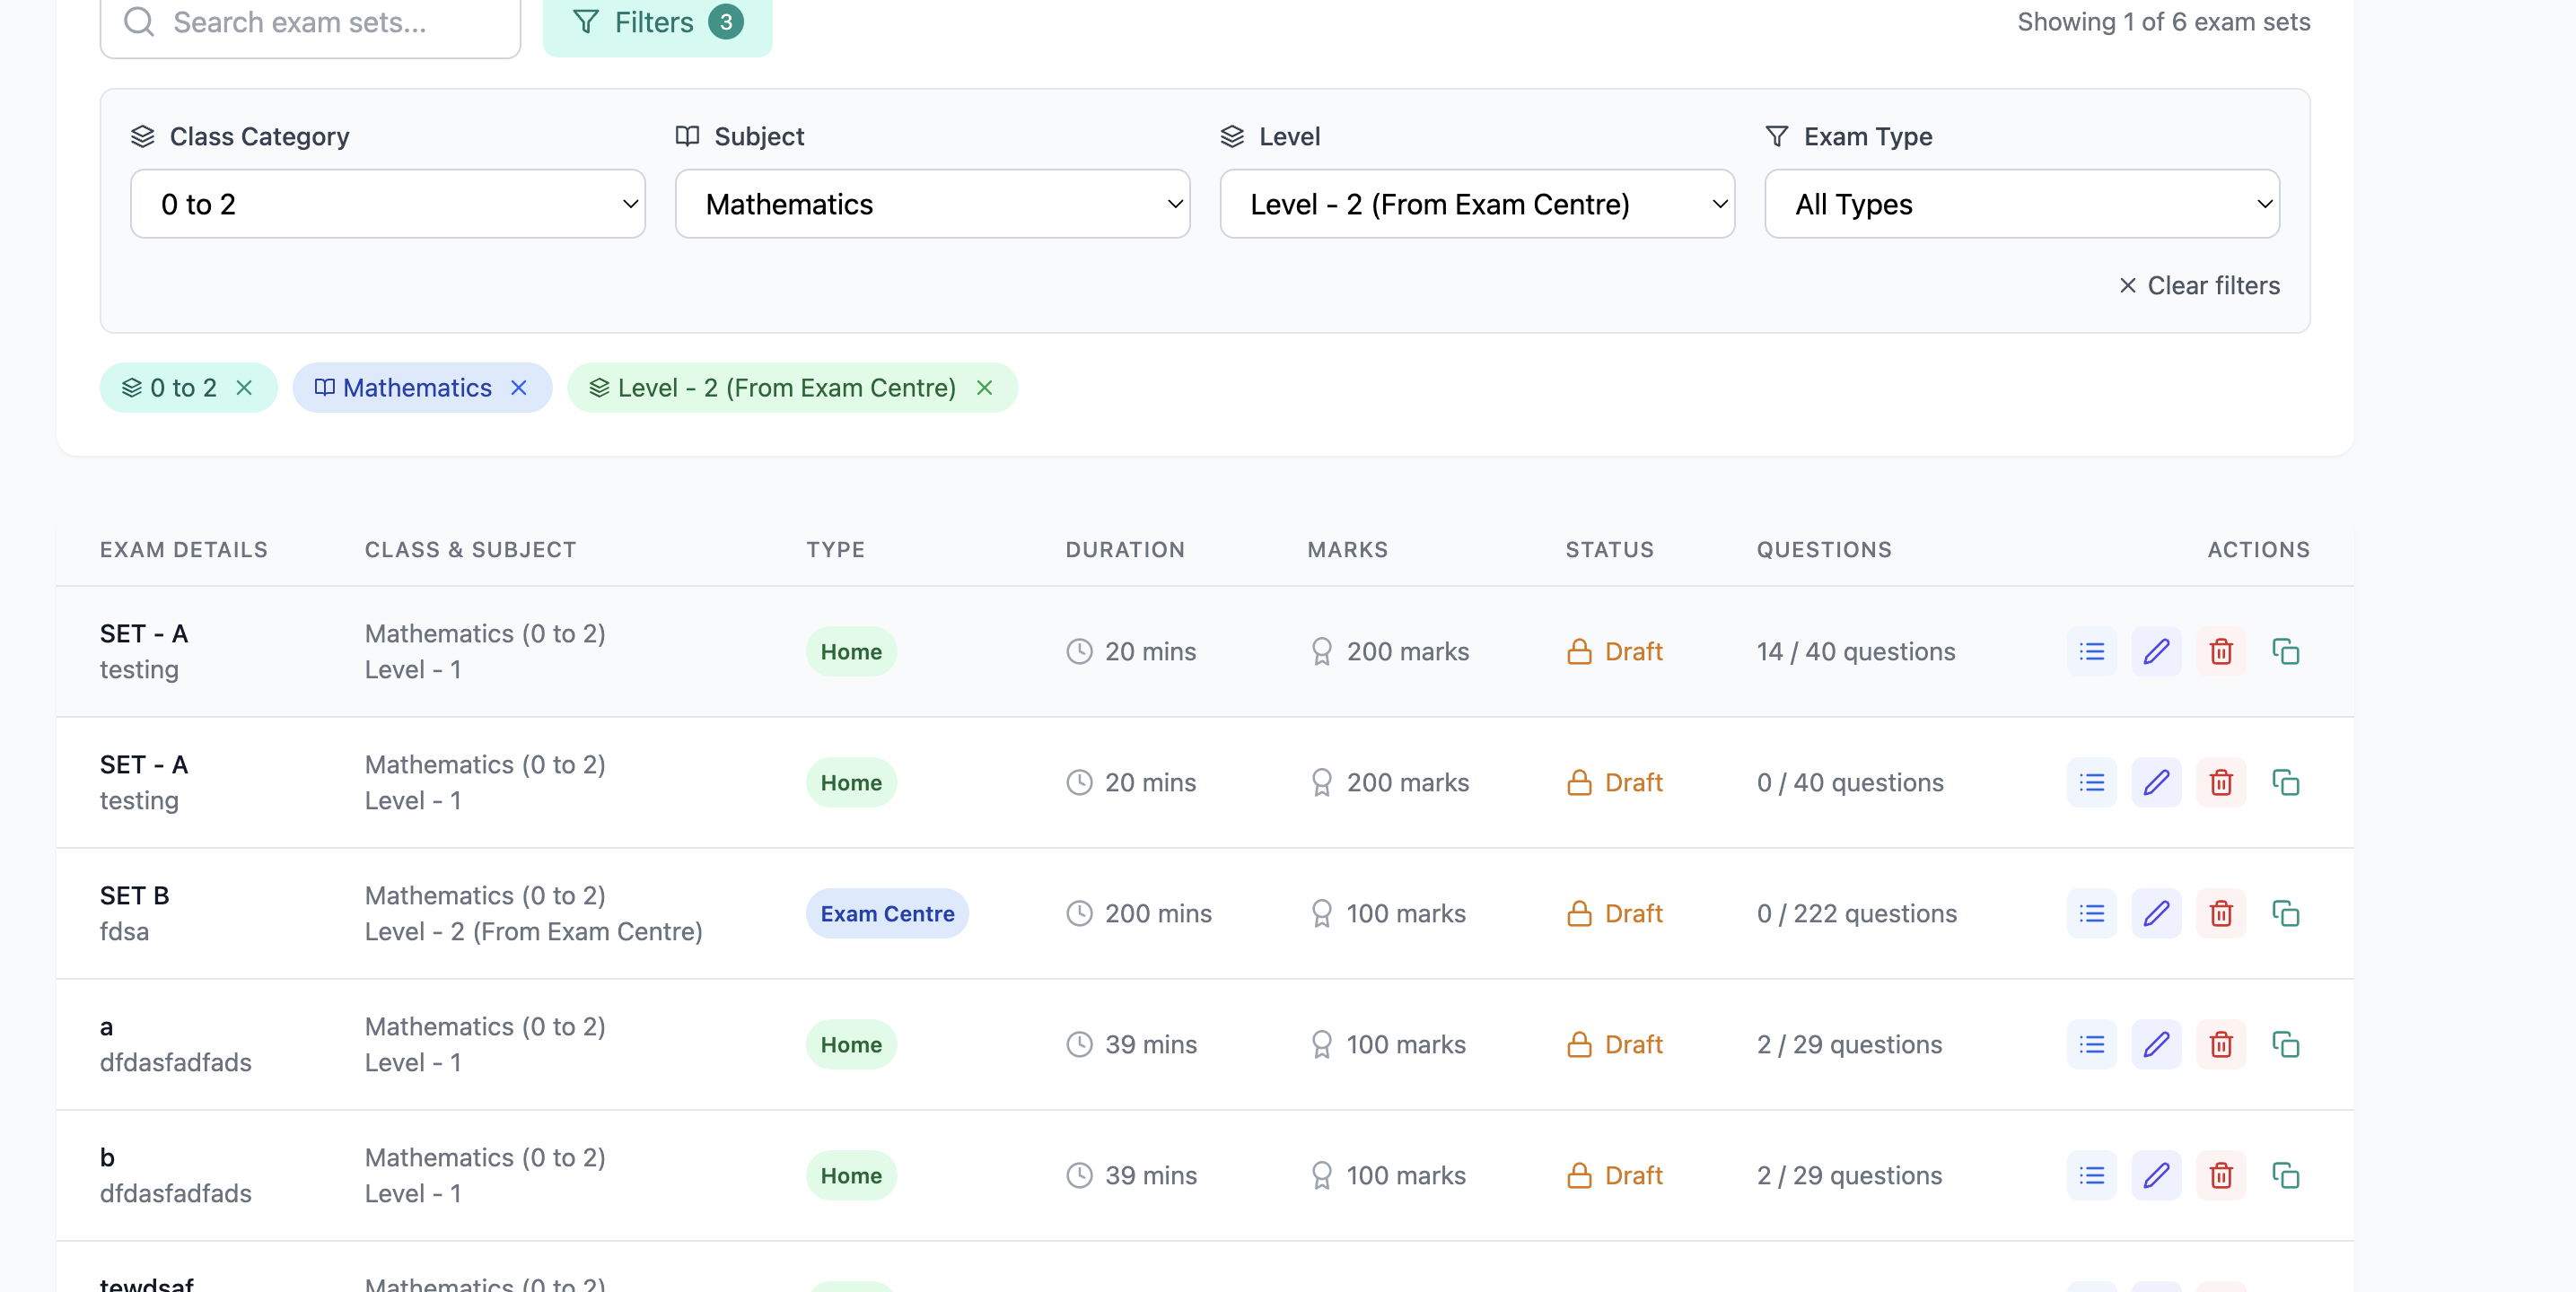 Search exam sets...
Filters 3
Showing 1 of 6 exam sets
Class Category
Subject
Level
Exam Type
0 to 2
Mathematics
Level - 2 (From Exam Centre)
All Types
Clear filters
0 to 2
Mathematics
Level - 2 (From Exam Centre)
EXAM DETAILS CLASS & SUBJECT TYPE DURATION MARKS STATUS QUESTIONS ACTIONS
SET - A
testing
Mathematics (0 to 2)
Level - 1
Home
20 mins
200 marks
Draft
14 / 40 questions
SET - A
testing
Mathematics (0 to 2)
Level - 1
Home
20 mins
200 marks
Draft
0 / 40 questions
SET B
fdsa
Mathematics (0 to 2)
Level - 2 (From Exam Centre)
Exam Centre
200 mins
100 marks
Draft
0 / 222 questions
a
dfdasfadfads
Mathematics (0 to 2)
Level - 1
Home
39 mins
100 marks
Draft
2 / 29 questions
b
dfdasfadfads
Mathematics (0 to 2)
Level - 1
Home
39 mins
100 marks
Draft
2 / 29 questions
tewdsaf
Mathematics (0 to 2)